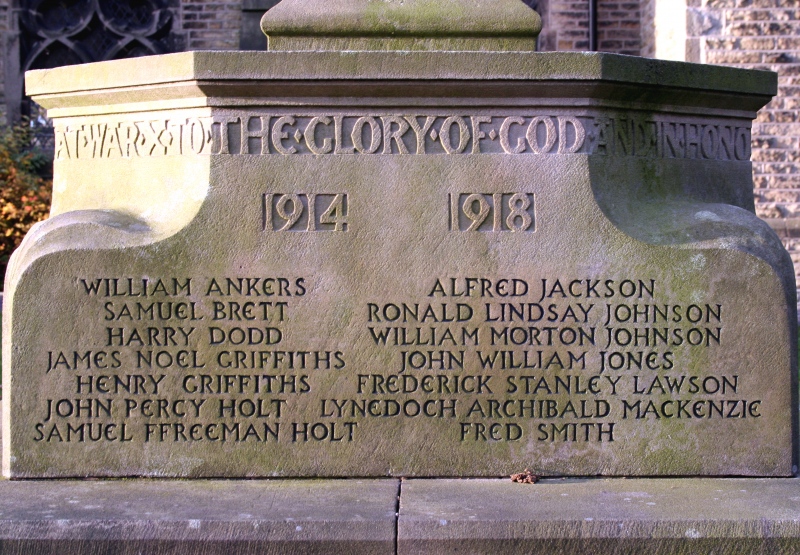 AT·WAR·X·TO·THE·GLORY·OF·GOD·AND·IN·HONO
1914 1918
WILLIAM ANKERS
SAMUEL BRETT
HARRY DODD
JAMES NOEL GRIFFITHS
HENRY GRIFFITHS
JOHN PERCY HOLT
SAMUEL FFREEMAN HOLT
ALFRED JACKSON
RONALD LINDSAY JOHNSON
WILLIAM MORTON JOHNSON
JOHN WILLIAM JONES
FREDERICK STANLEY LAWSON
LYNEDOCH ARCHIBALD MACKENZIE
FRED SMITH